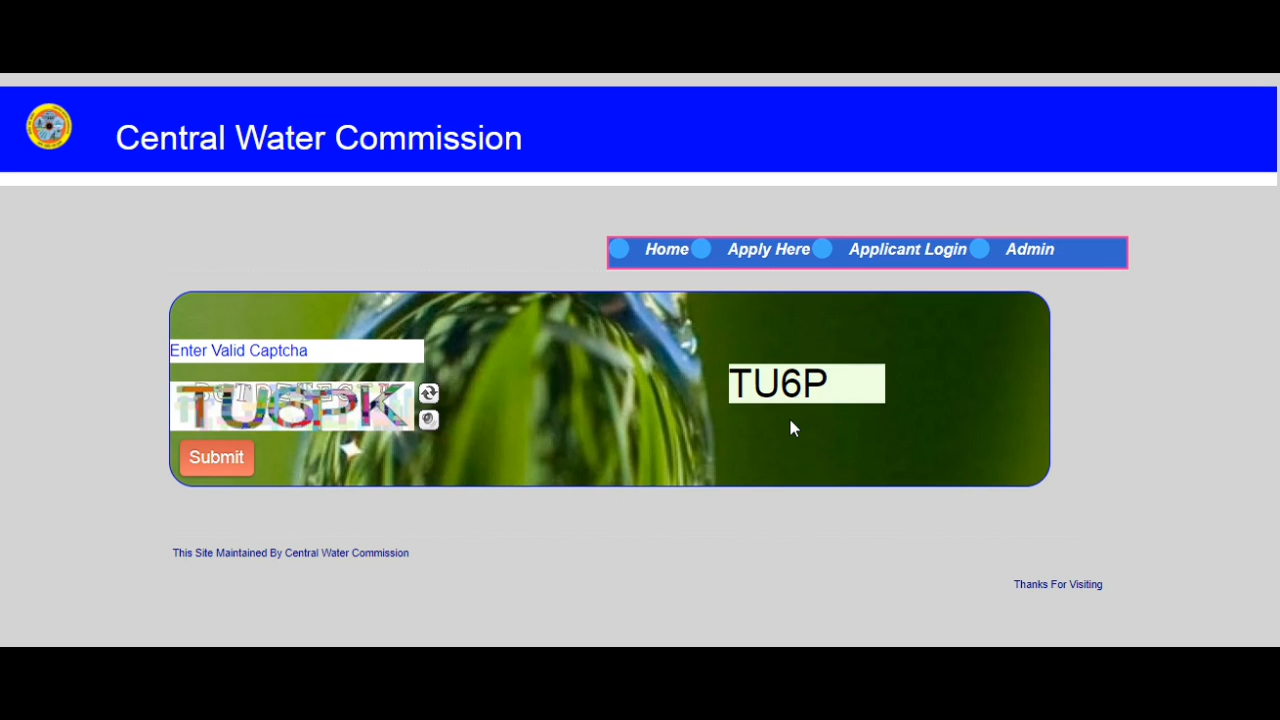 Central Water Commission
Home Apply Here Applicant Login Admin
Enter Valid Captcha
TU6PK
TU6P
Submit
This Site Maintained By Central Water Commission
Thanks For Visiting